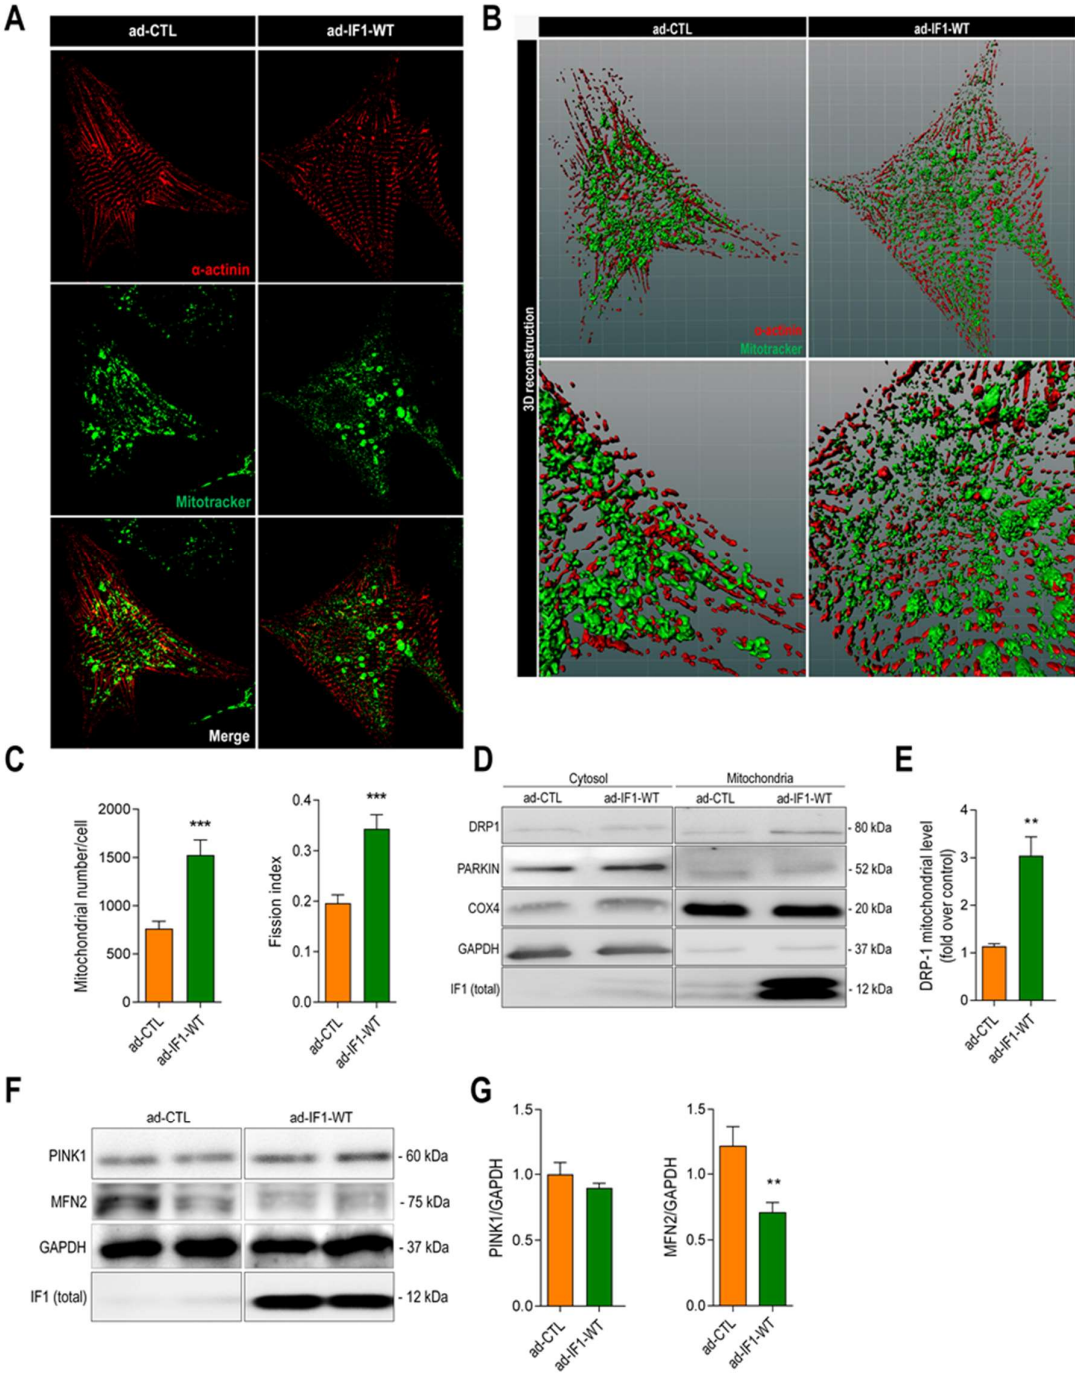 A
ad-CTL
ad-IF1-WT
α-actinin
Mitotracker
Merge
B
ad-CTL
ad-IF1-WT
3D reconstruction
α-actinin
Mitotracker
C
Mitochondrial number/cell
2000
1500
1000
500
0
***
ad-CTL
ad-IF1-WT
Fission index
0.4
0.3
0.2
0.1
0.0
***
ad-CTL
ad-IF1-WT
D
Cytosol
Mitochondria
ad-CTL
ad-IF1-WT
ad-CTL
ad-IF1-WT
DRP1
- 80 kDa
PARKIN
- 52 kDa
COX4
- 20 kDa
GAPDH
- 37 kDa
IF1 (total)
- 12 kDa
E
DRP-1 mitochondrial level
(fold over control)
4
3
2
1
0
**
ad-CTL
ad-IF1-WT
F
ad-CTL
ad-IF1-WT
PINK1
- 60 kDa
MFN2
- 75 kDa
GAPDH
- 37 kDa
IF1 (total)
- 12 kDa
G
PINK1/GAPDH
1.5
1.0
0.5
0.0
ad-CTL
ad-IF1-WT
MFN2/GAPDH
1.5
1.0
0.5
0.0
**
ad-CTL
ad-IF1-WT